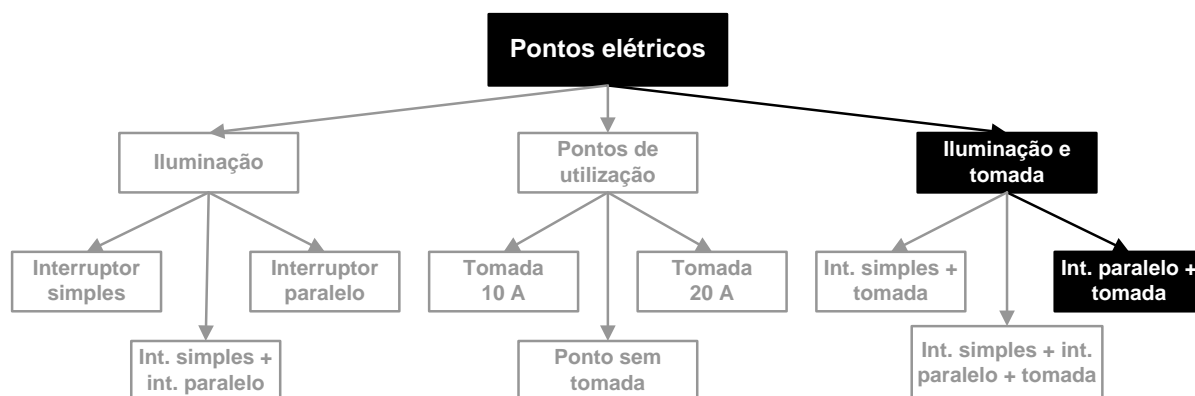 Pontos elétricos
Iluminação
Pontos de
utilização
Iluminação e
tomada
Interruptor
simples
Interruptor
paralelo
Tomada
10 A
Tomada
20 A
Int. simples +
tomada
Int. paralelo +
tomada
Int. simples +
int. paralelo
Ponto sem
tomada
Int. simples + int.
paralelo + tomada